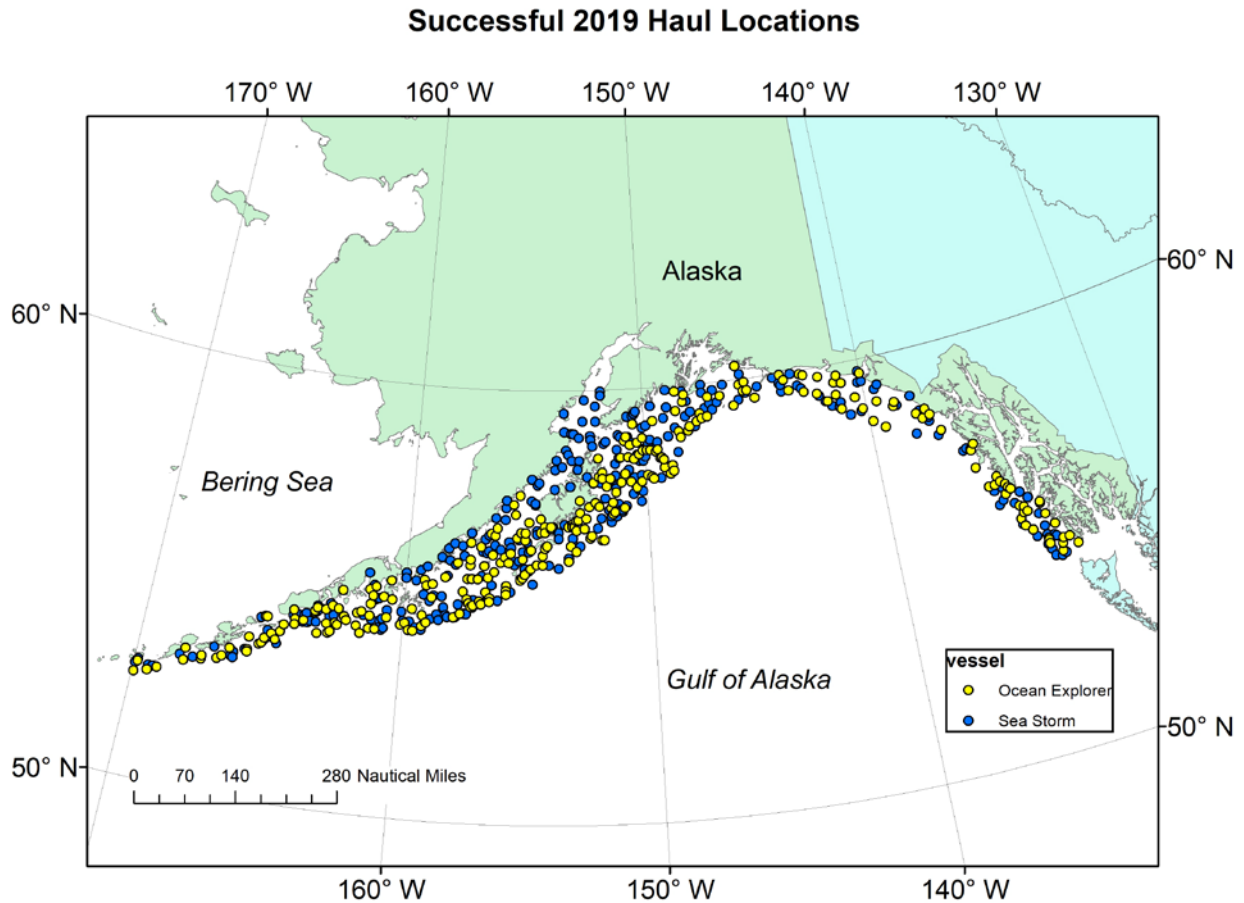 Successful 2019 Haul Locations
170° W 160° W 150° W 140° W 130° W
60° N
Alaska
60° N
Bering Sea
Gulf of Alaska
vessel
Ocean Explorer
Sea Storm
50° N
50° N
0 70 140 280 Nautical Miles
160° W 150° W 140° W